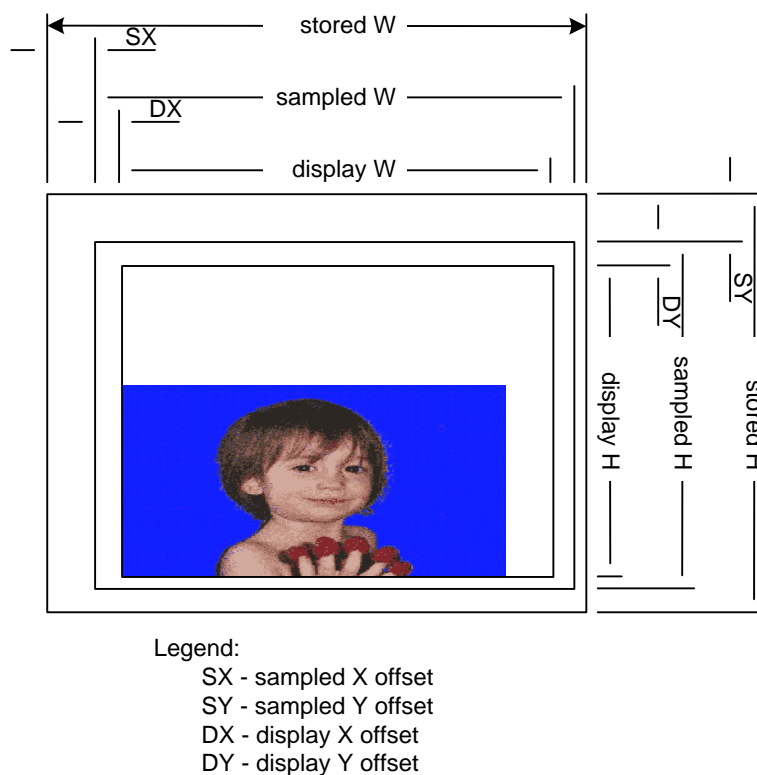 stored W
SX
sampled W
DX
display W
SY
DY
display H
sampled H
stored H
Legend:
SX - sampled X offset
SY - sampled Y offset
DX - display X offset
DY - display Y offset